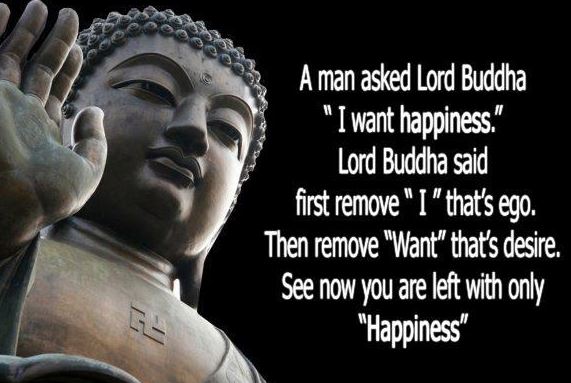 A man asked Lord Buddha
“ I want happiness.”
Lord Buddha said
first remove “ I ” that’s ego.
Then remove “Want” that’s desire.
See now you are left with only
“Happiness”